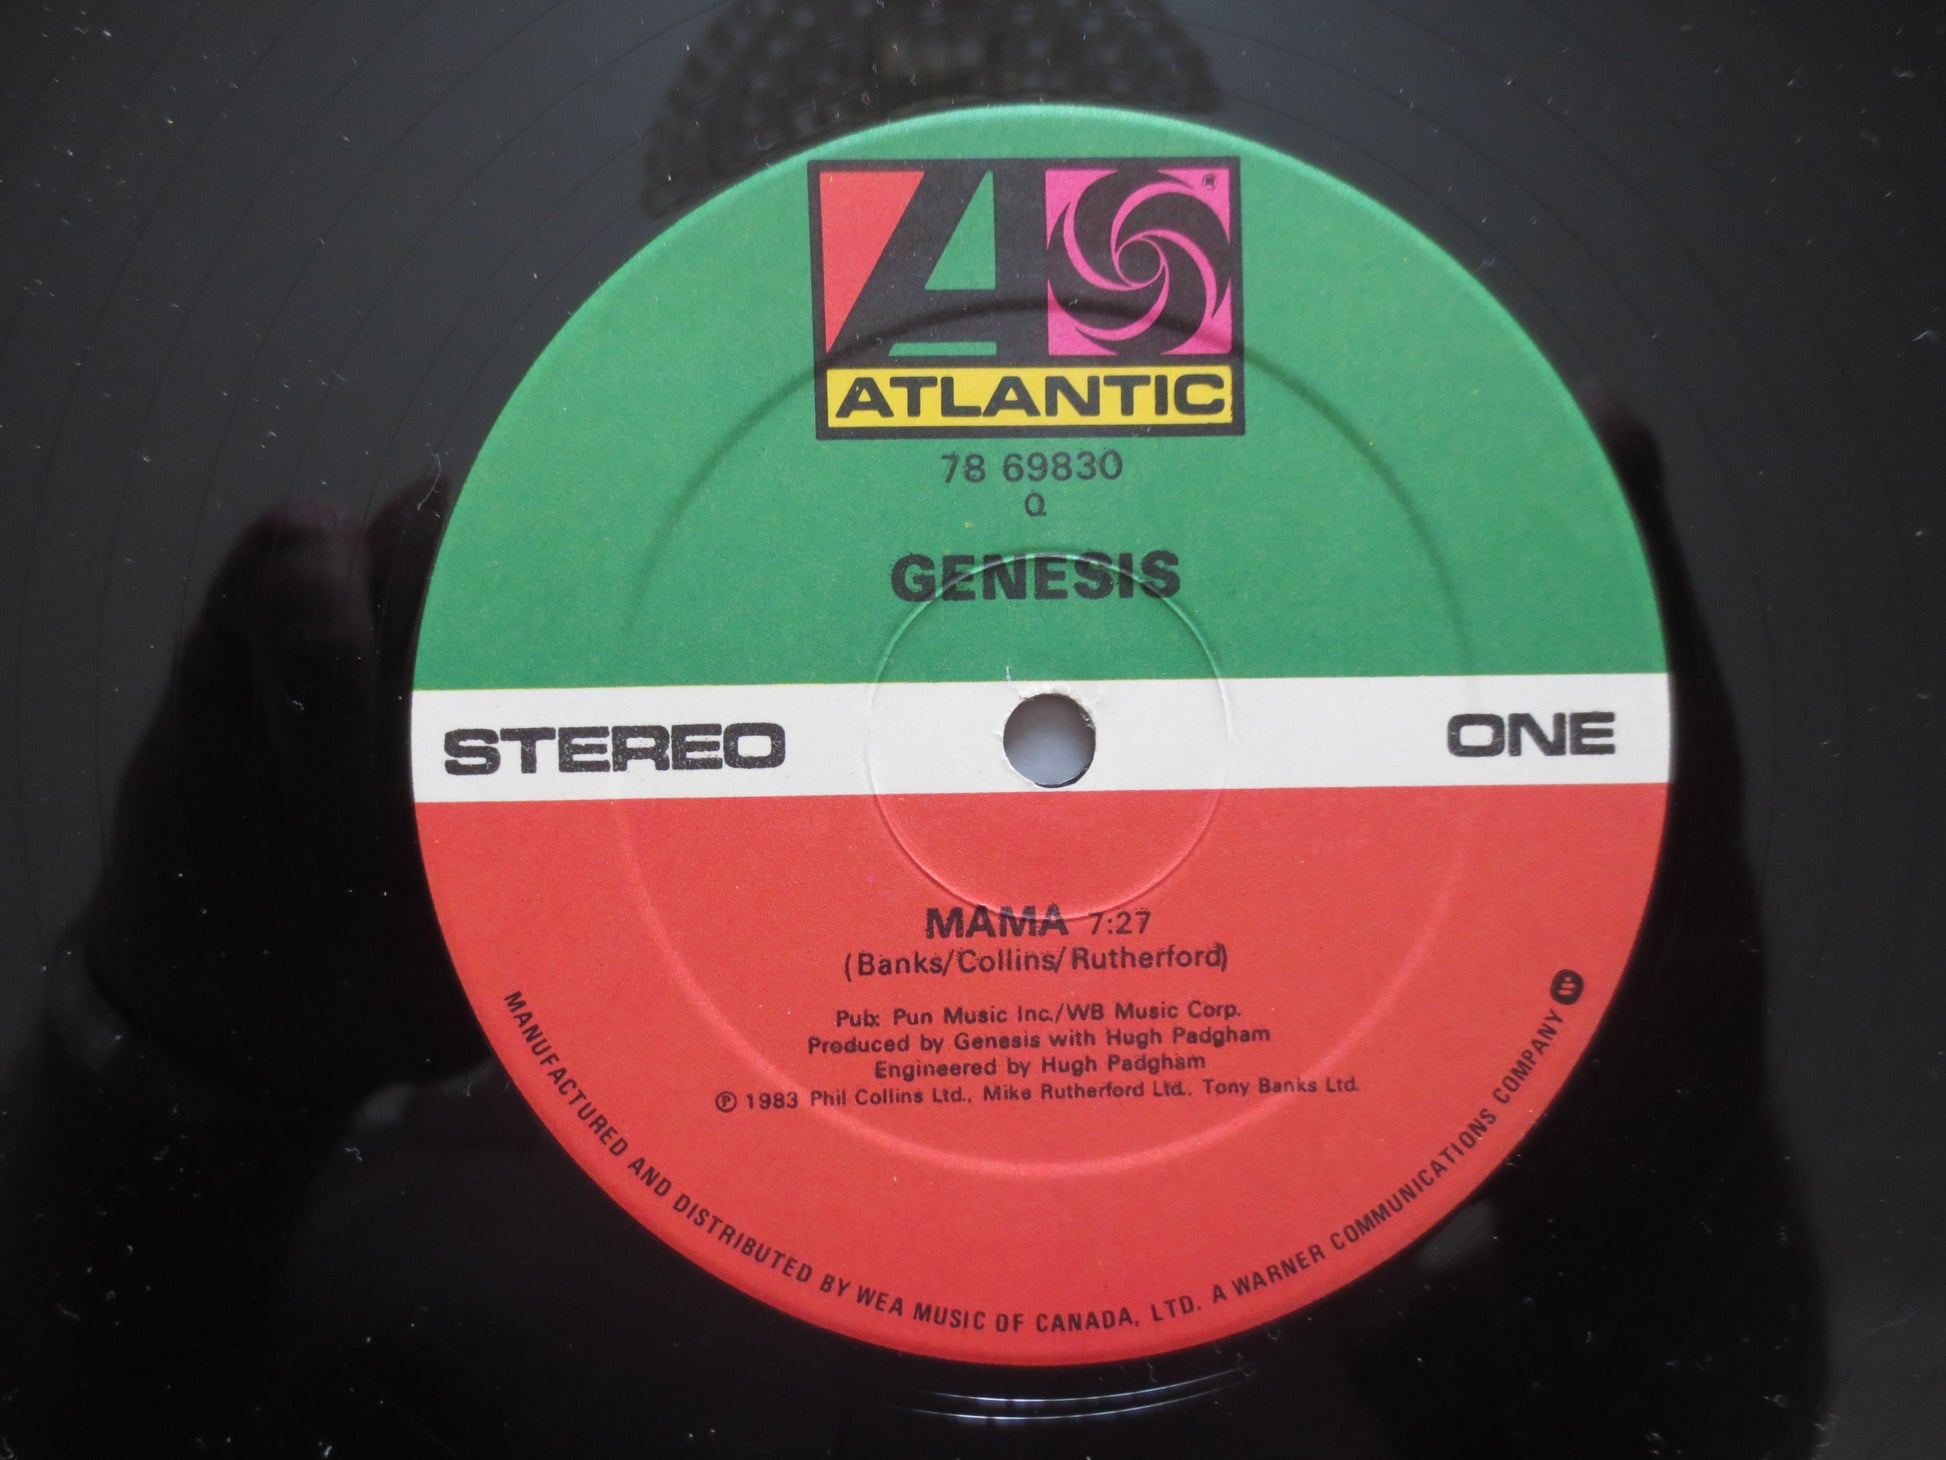 ATLANTIC
78 69830
Q
GENESIS
STEREO
ONE
MAMA 7:27
(Banks/Collins/Rutherford)
Pub: Pun Music Inc./WB Music Corp.
Produced by Genesis with Hugh Padgham
Engineered by Hugh Padgham
℗ 1983 Phil Collins Ltd., Mike Rutherford Ltd., Tony Banks Ltd.
MANUFACTURED AND DISTRIBUTED BY WEA MUSIC OF CANADA, LTD. A WARNER COMMUNICATIONS COMPANY